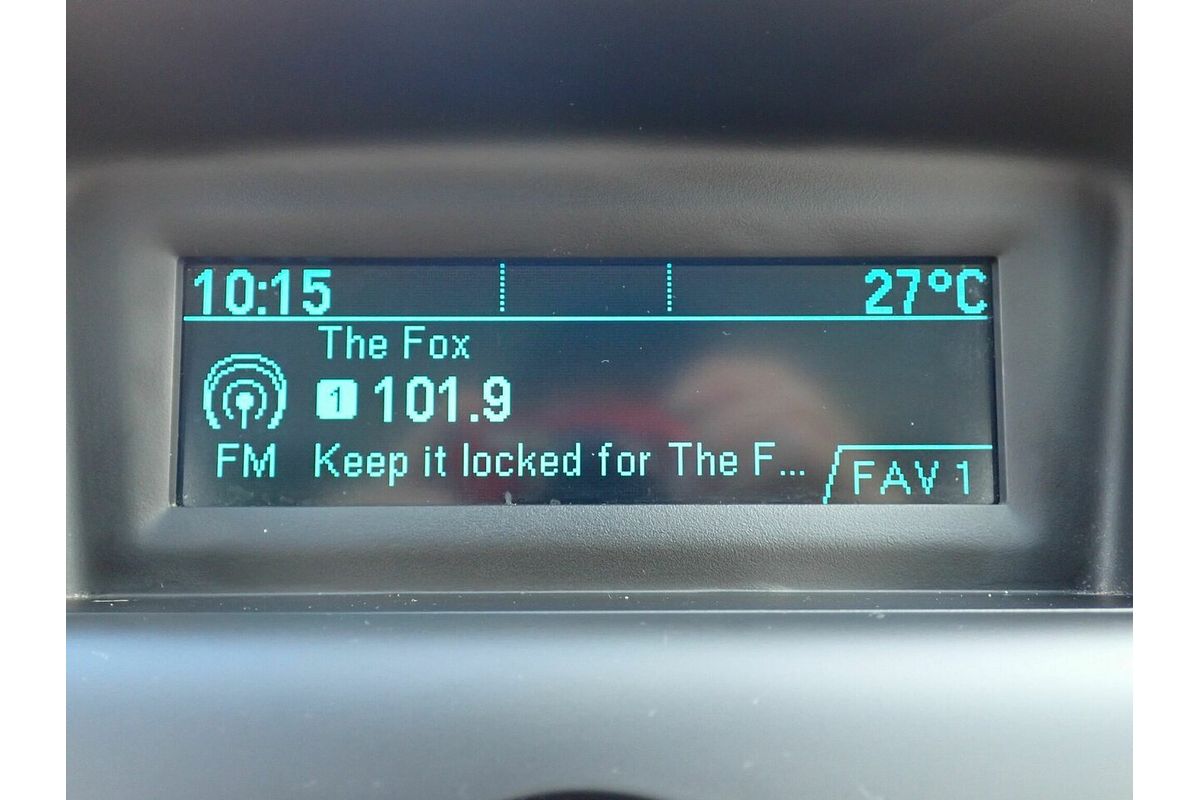 10:15 27°C
The Fox
1 101.9
FM Keep it locked for The F...
FAV 1